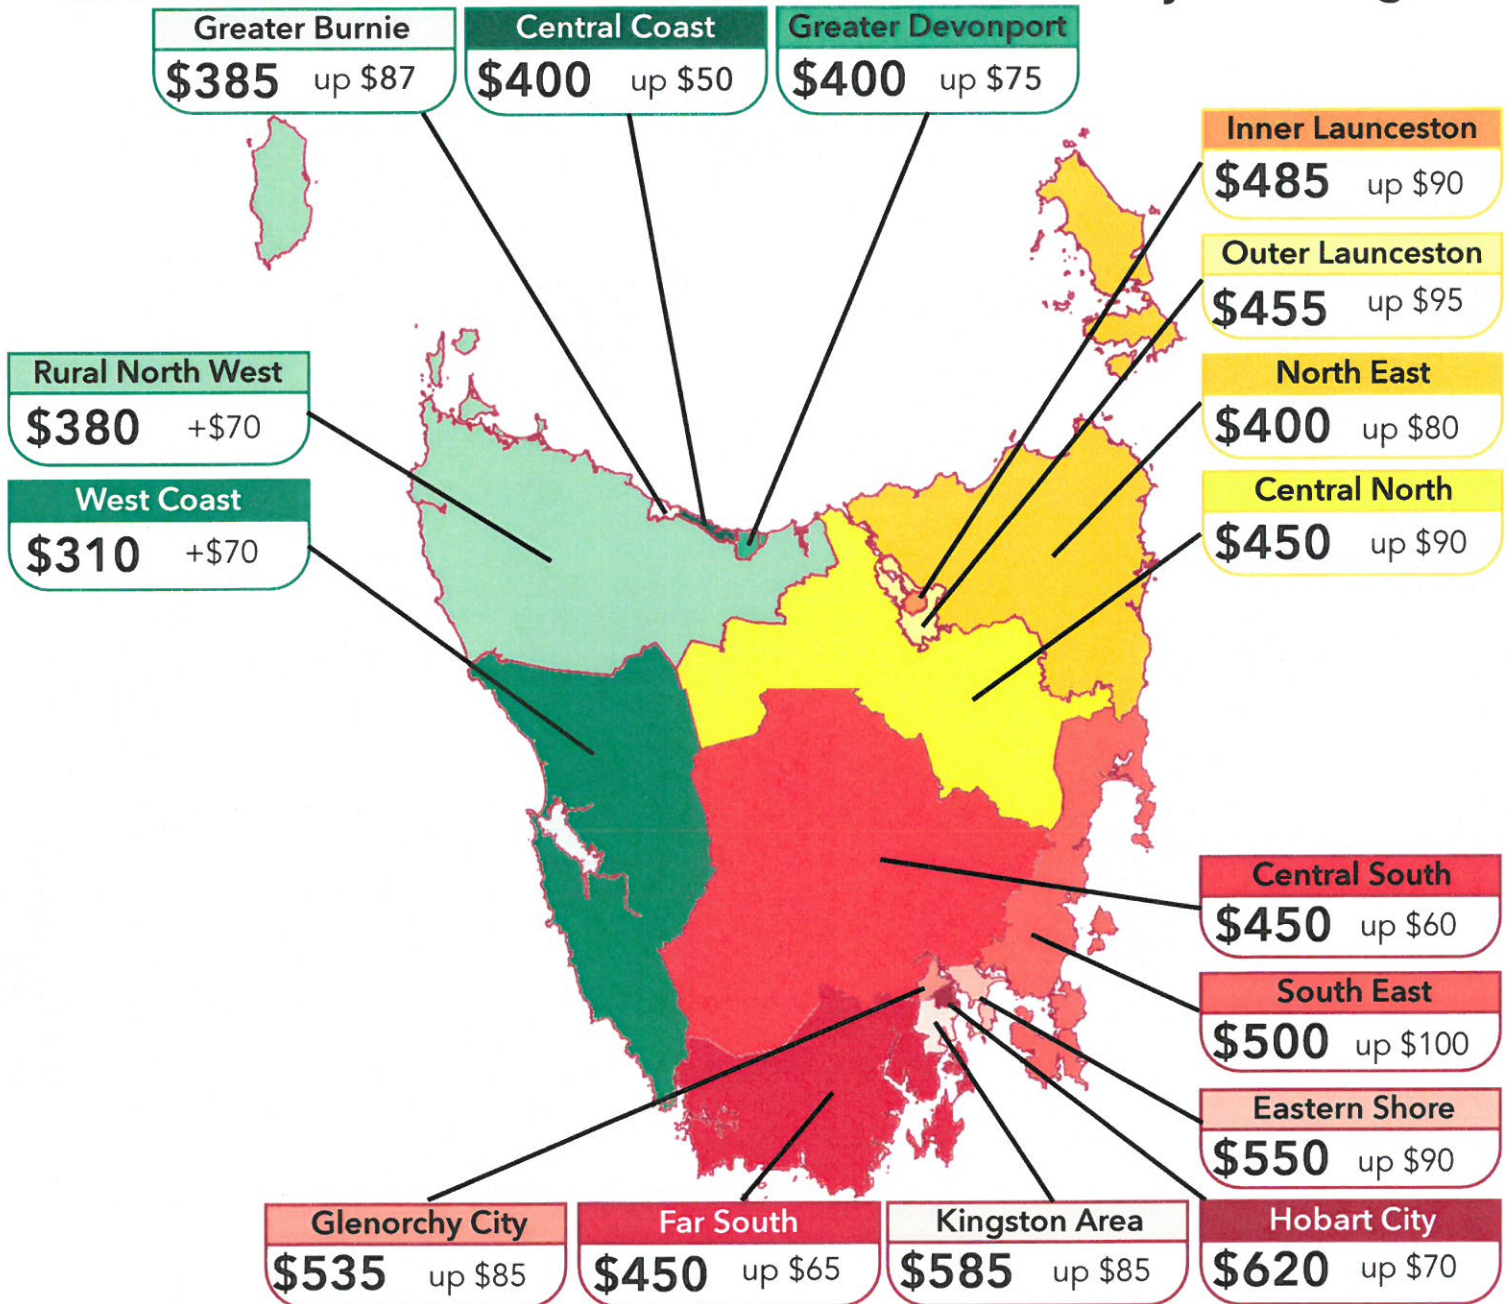 Greater Burnie
$385 up $87
Central Coast
$400 up $50
Greater Devonport
$400 up $75
Inner Launceston
$485 up $90
Outer Launceston
$455 up $95
North East
$400 up $80
Central North
$450 up $90
Rural North West
$380 +$70
West Coast
$310 +$70
Central South
$450 up $60
South East
$500 up $100
Eastern Shore
$550 up $90
Glenorchy City
$535 up $85
Far South
$450 up $65
Kingston Area
$585 up $85
Hobart City
$620 up $70